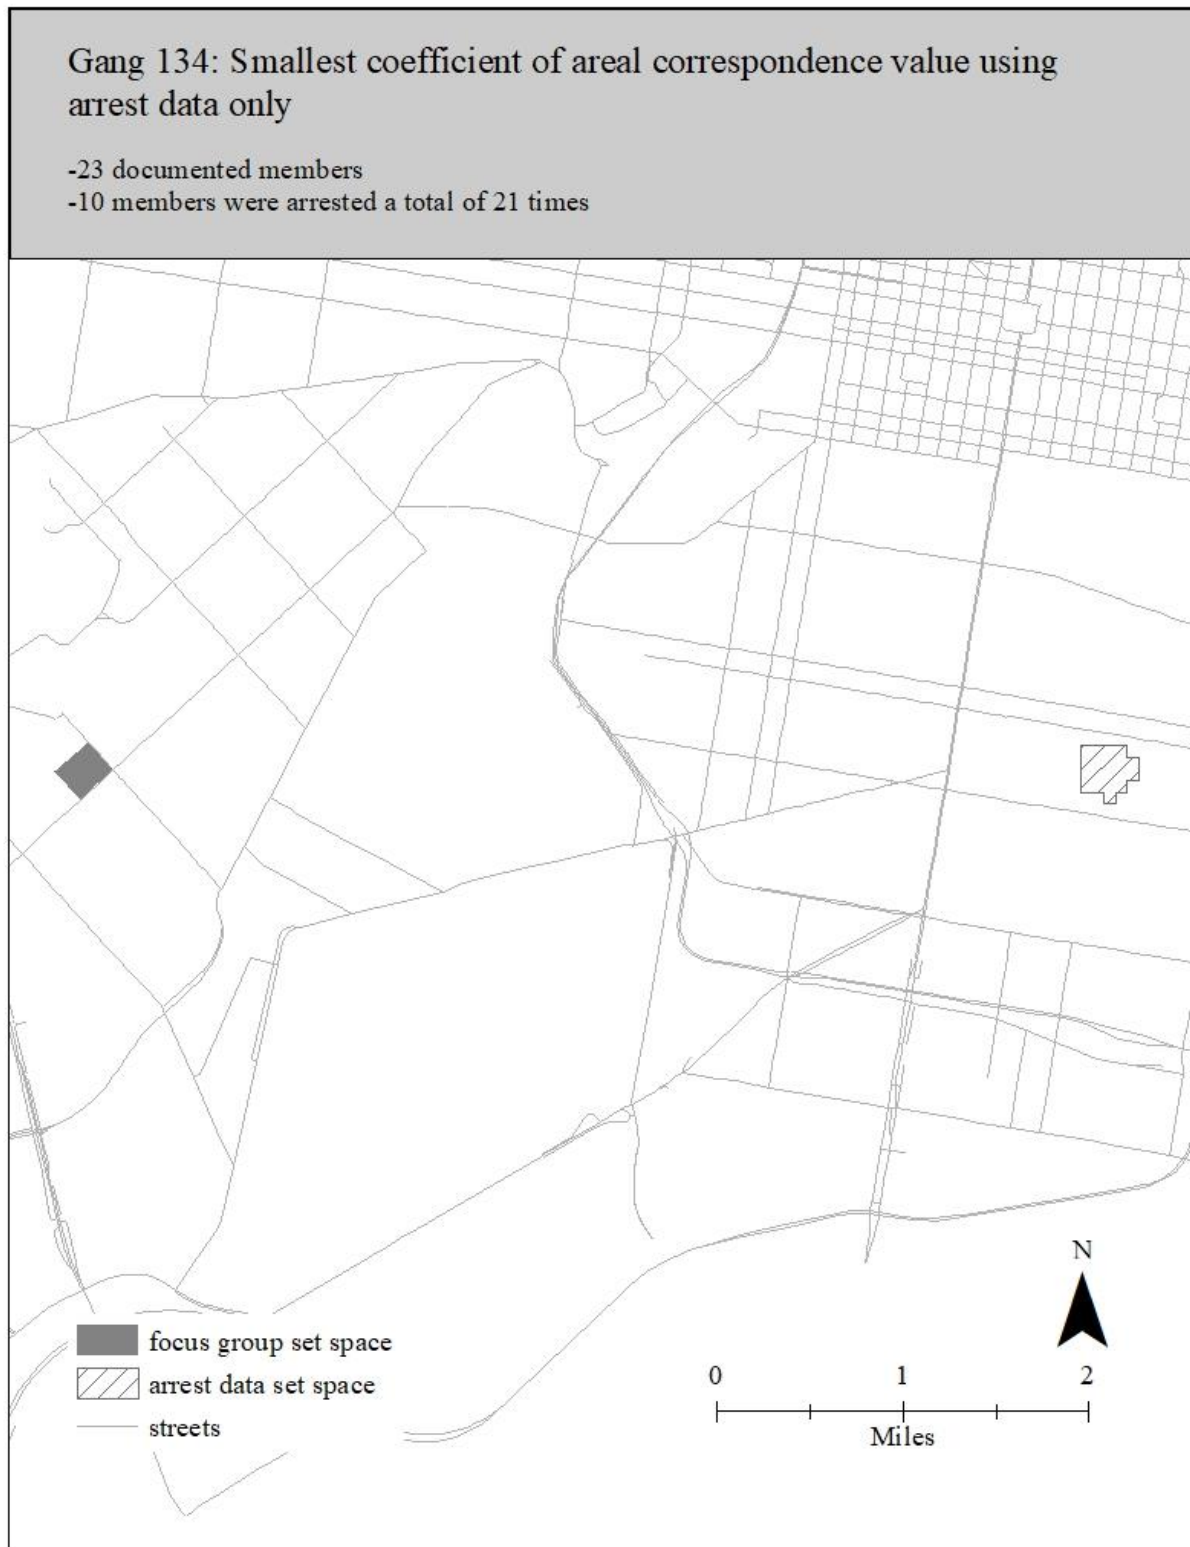 Gang 134: Smallest coefficient of areal correspondence value using
arrest data only
-23 documented members
-10 members were arrested a total of 21 times
N
focus group set space
arrest data set space
streets
0 1 2
Miles